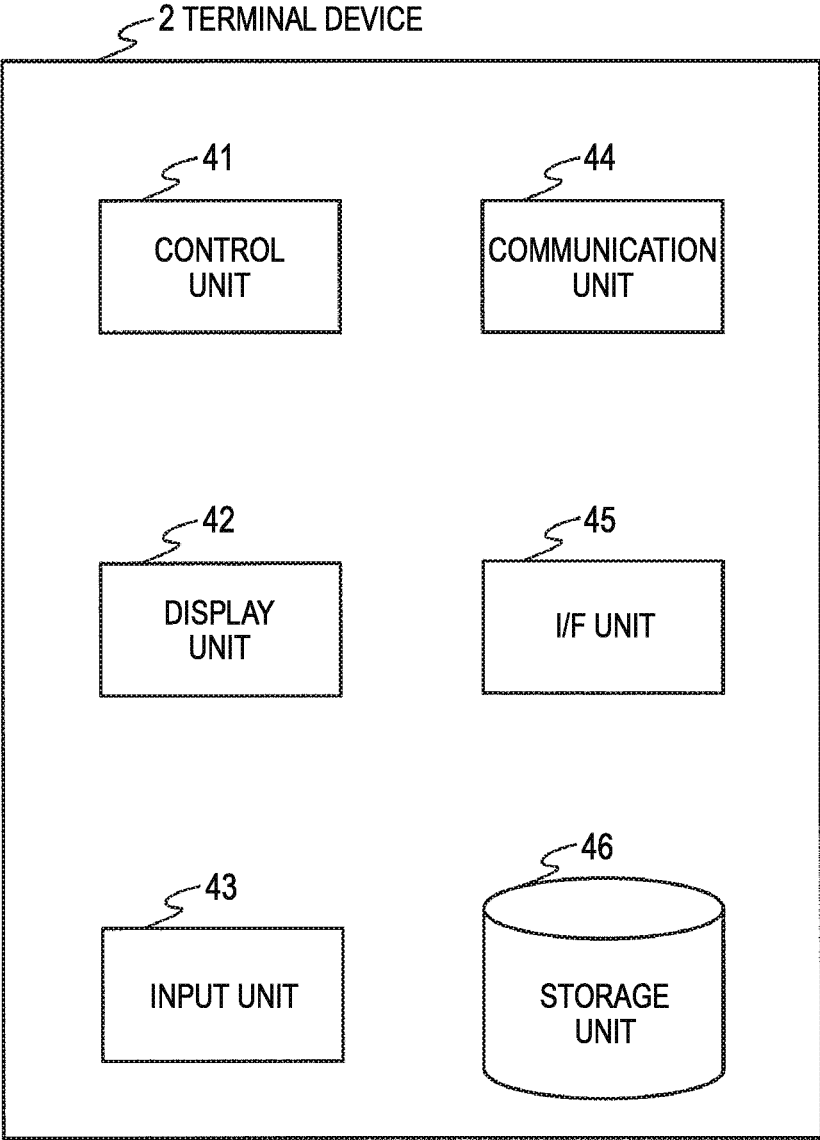 2 TERMINAL DEVICE
41
CONTROL
UNIT
44
COMMUNICATION
UNIT
42
DISPLAY
UNIT
45
I/F UNIT
43
INPUT UNIT
46
STORAGE
UNIT